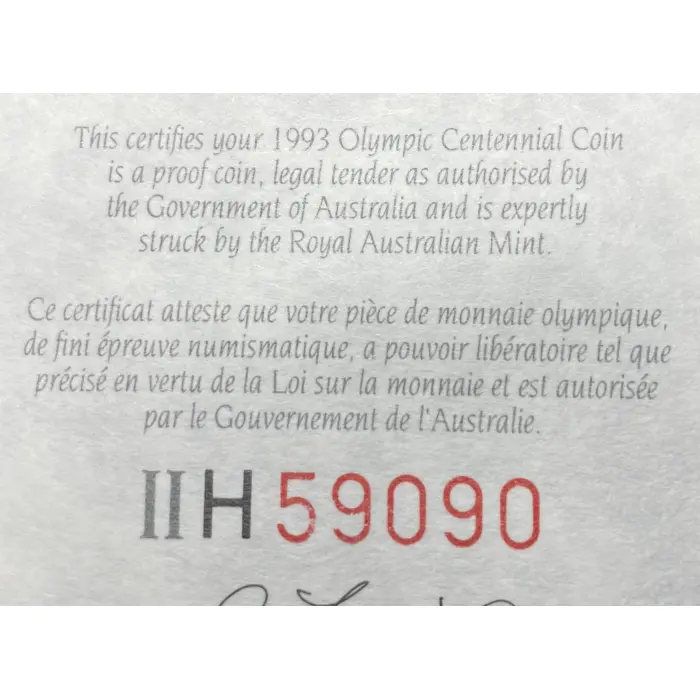 This certifies your 1993 Olympic Centennial Coin
is a proof coin, legal tender as authorised by
the Government of Australia and is expertly
struck by the Royal Australian Mint.
Ce certificat atteste que votre pièce de monnaie olympique,
de fini épreuve numismatique, a pouvoir libératoire tel que
précisé en vertu de la Loi sur la monnaie et est autorisée
par le Gouvernement de l'Australie.
IIH59090